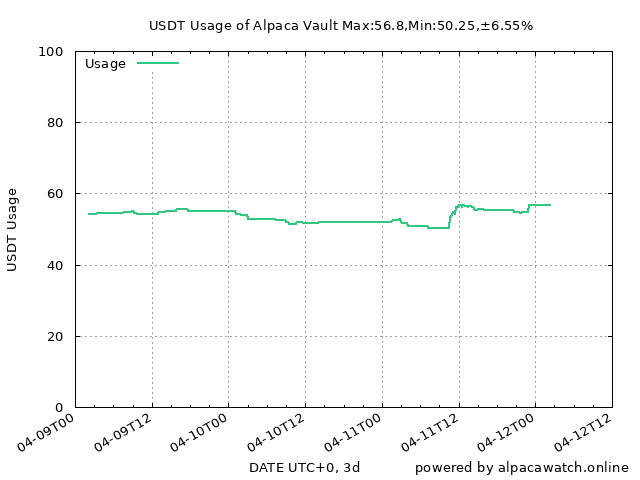 USDT Usage of Alpaca Vault Max:56.8,Min:50.25,±6.55%
Usage
USDT Usage
100
80
60
40
20
0
04-09T00
04-09T12
04-10T00
04-10T12
04-11T00
04-11T12
04-12T00
04-12T12
DATE UTC+0, 3d
powered by alpacawatch.online